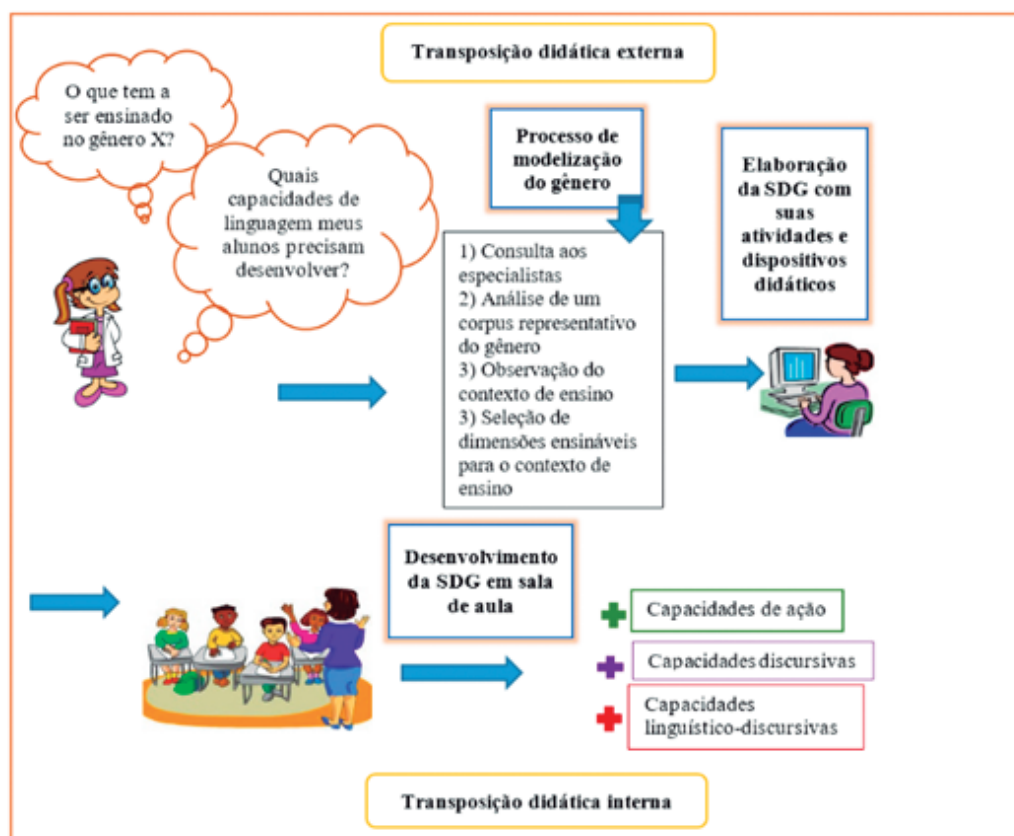 Transposição didática externa
O que tem a
ser ensinado
no gênero X?
Quais
capacidades de
linguagem meus
alunos precisam
desenvolver?
Processo de
modelização
do gênero
1) Consulta aos
especialistas
2) Análise de um
corpus representativo
do gênero
3) Observação do
contexto de ensino
3) Seleção de
dimensões ensináveis
para o contexto de
ensino
Elaboração
da SDG com
suas
atividades e
dispositivos
didáticos
Desenvolvimento
da SDG em sala
de aula
Capacidades de ação
Capacidades discursivas
Capacidades
linguístico-discursivas
Transposição didática interna